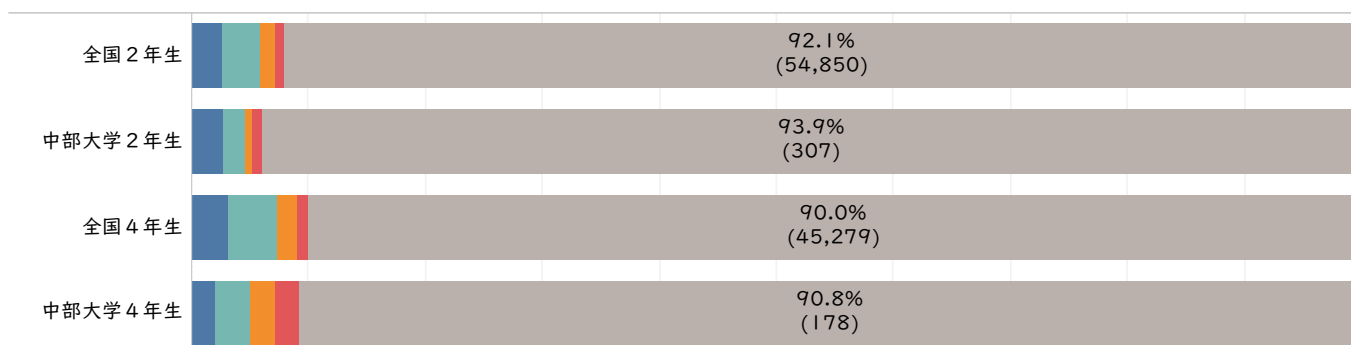 全国２年生
92.1%
(54,850)
中部大学２年生
93.9%
(307)
全国４年生
90.0%
(45,279)
中部大学４年生
90.8%
(178)